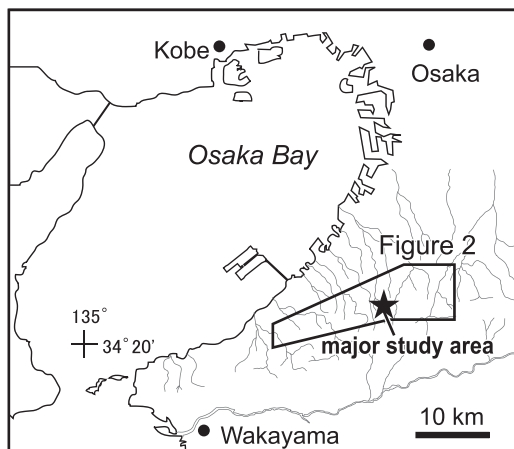 Kobe
Osaka
Osaka Bay
Figure 2
135°
34°20'
major study area
10 km
Wakayama